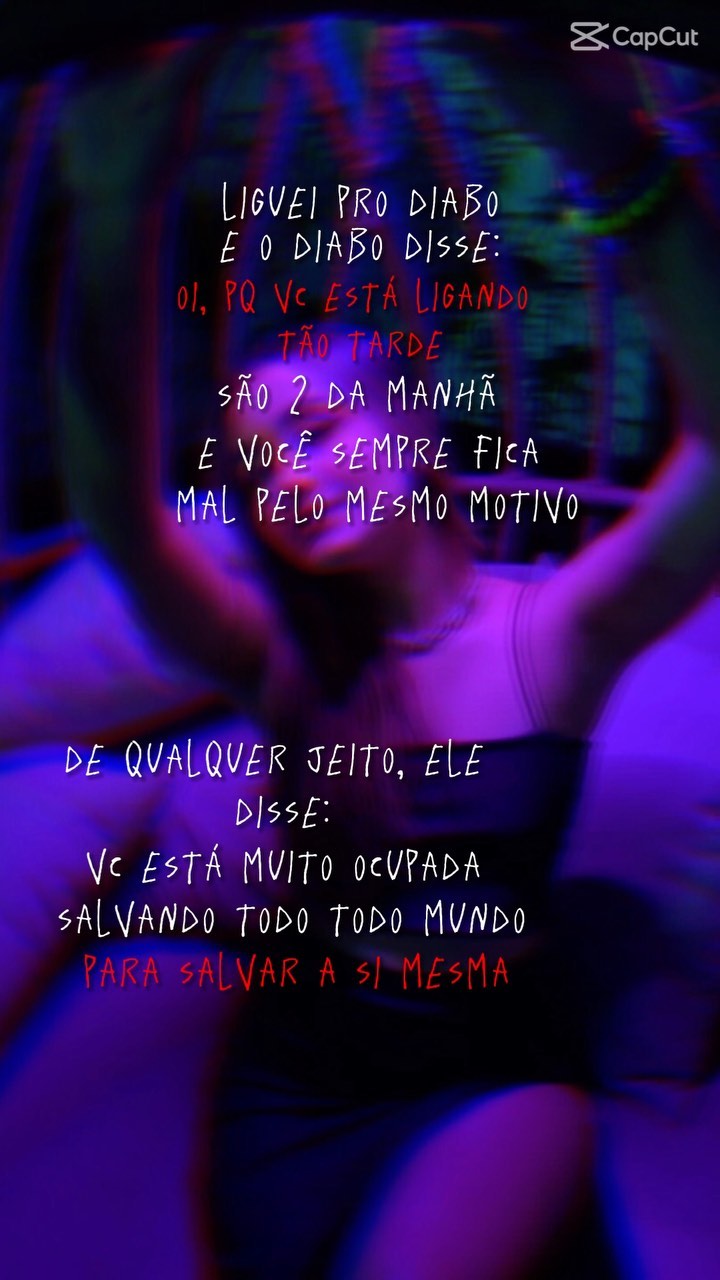 CapCut
LIGUEI PRO DIABO
E O DIABO DISSE:
OI, PQ VC ESTÁ LIGANDO
TÃO TARDE
SÃO 2 DA MANHÃ
E VOCÊ SEMPRE FICA
MAL PELO MESMO MOTIVO
DE QUALQUER JEITO, ELE
DISSE:
VC ESTÁ MUITO OCUPADA
SALVANDO TODO TODO MUNDO
PARA SALVAR A SI MESMA